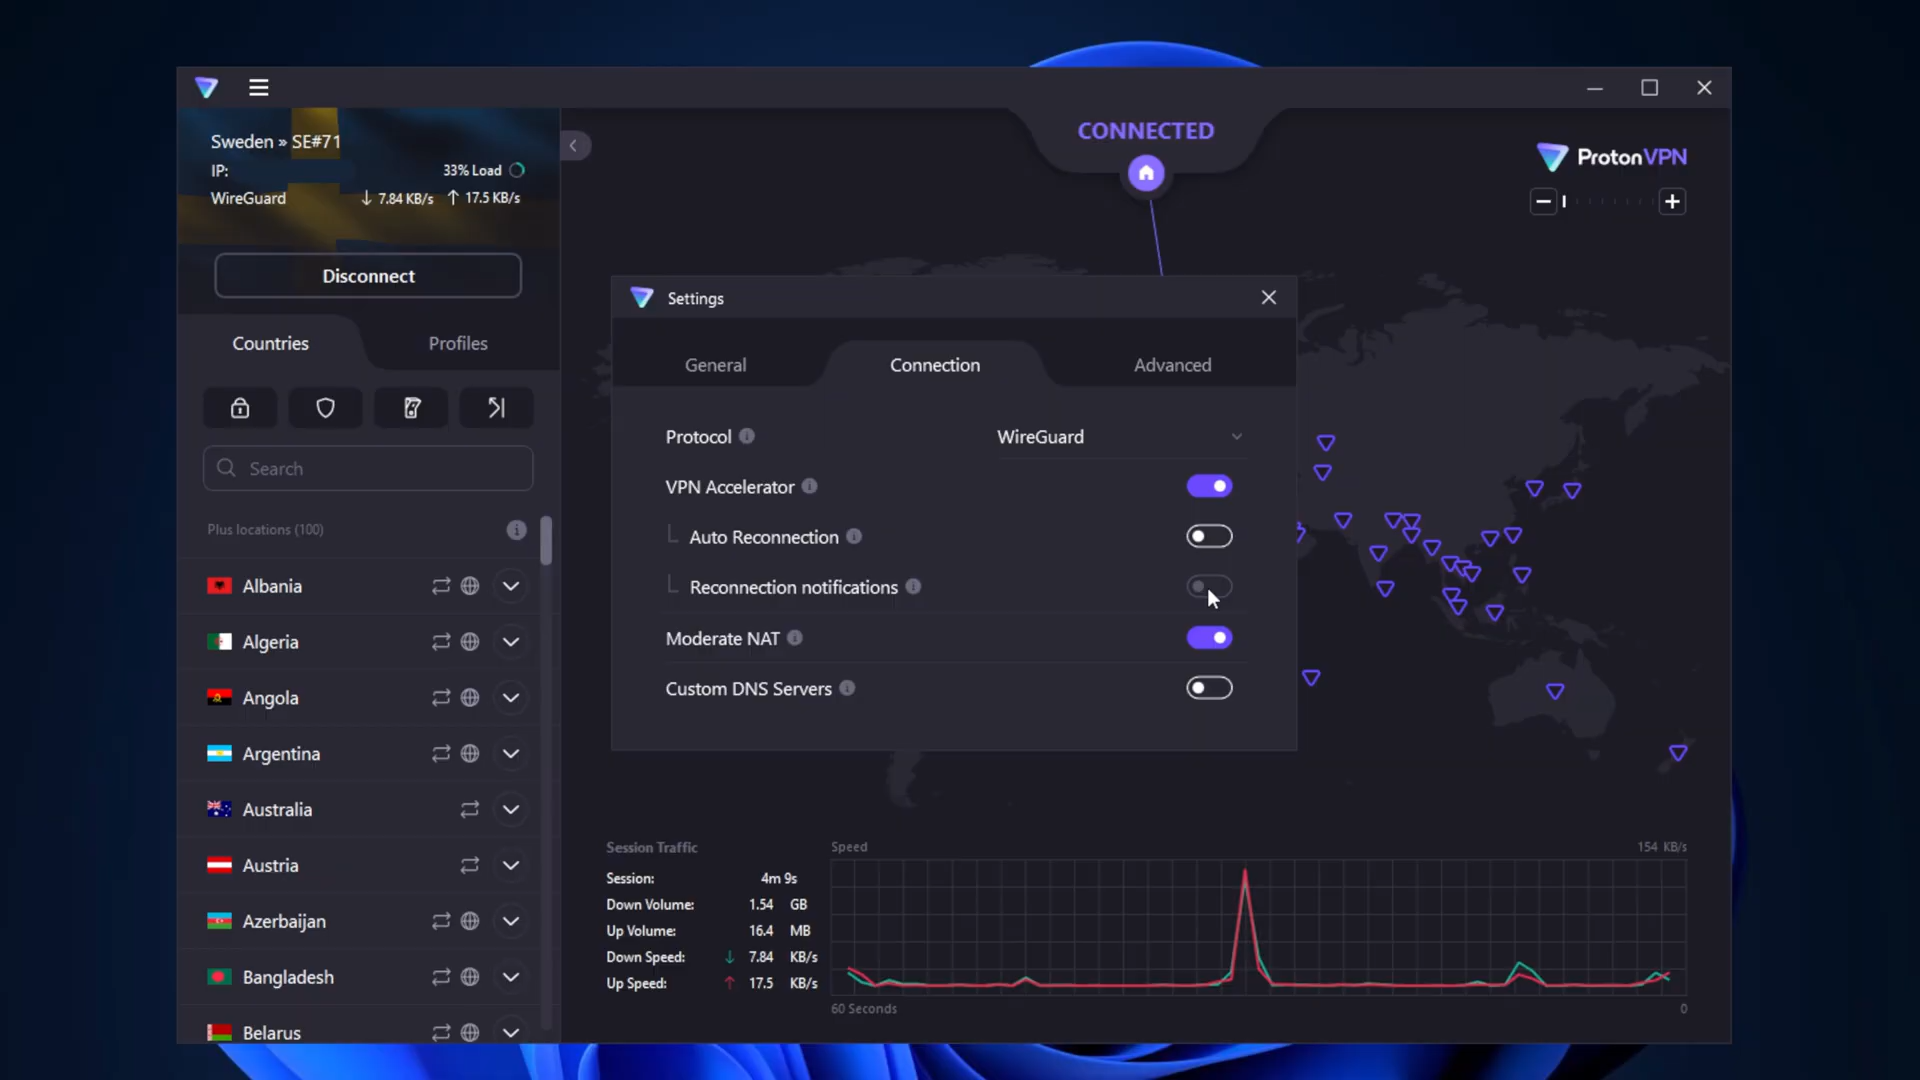 Sweden » SE#71
IP:
33% Load
WireGuard
7.84 KB/s
17.5 KB/s
Disconnect
Countries
Profiles
Search
Plus locations (100)
Albania
Algeria
Angola
Argentina
Australia
Austria
Azerbaijan
Bangladesh
Belarus
CONNECTED
ProtonVPN
Settings
General
Connection
Advanced
Protocol
WireGuard
VPN Accelerator
Auto Reconnection
Reconnection notifications
Moderate NAT
Custom DNS Servers
Session Traffic
Session: 4m 9s
Down Volume: 1.54 GB
Up Volume: 16.4 MB
Down Speed: 7.84 KB/s
Up Speed: 17.5 KB/s
Speed
154 KB/s
60 Seconds
0